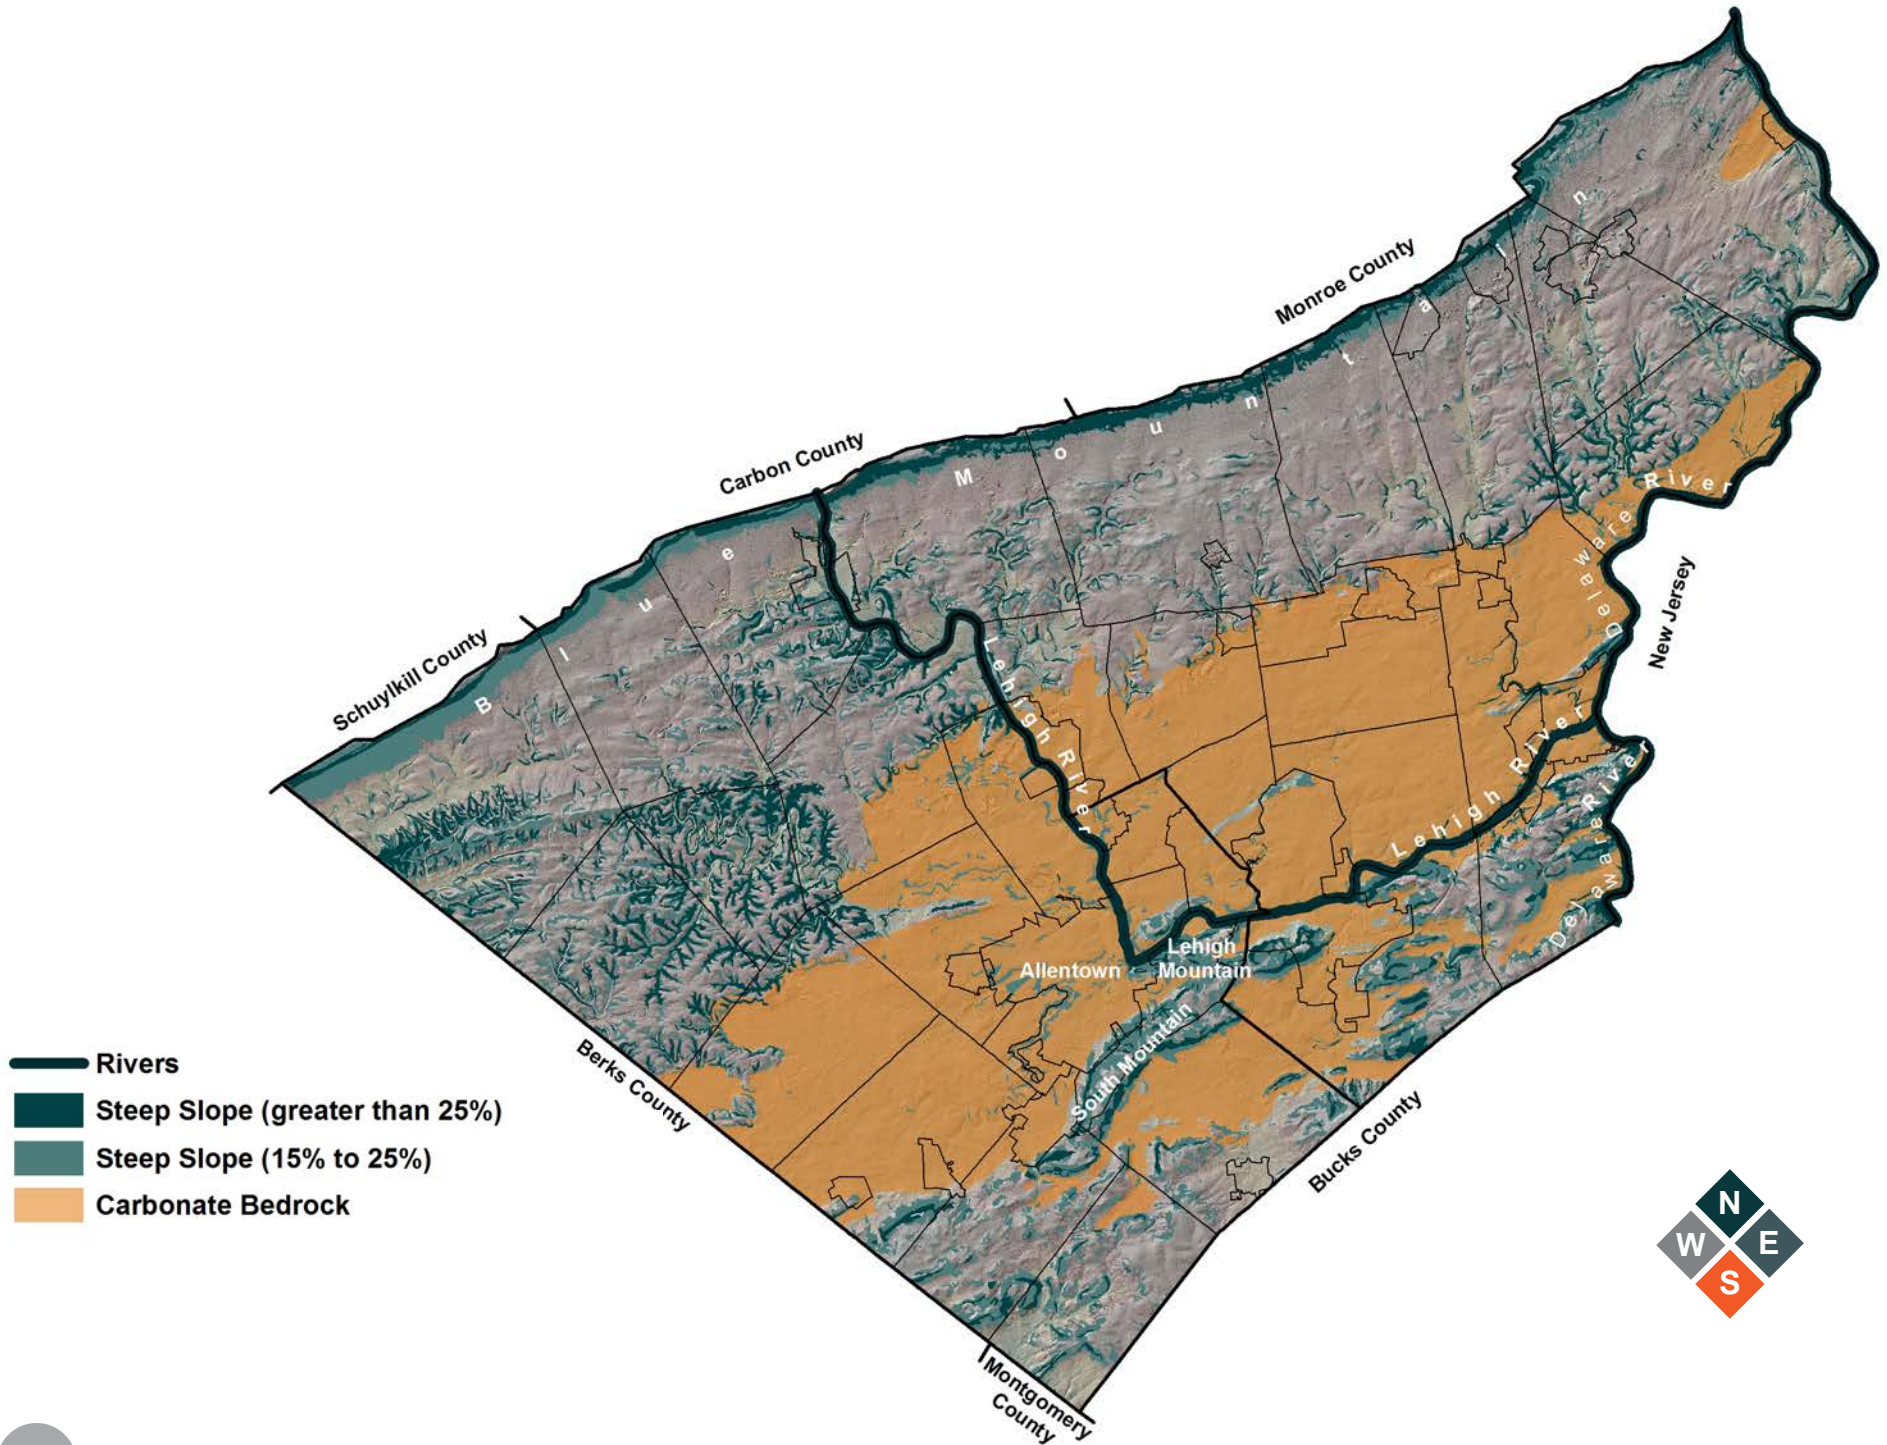 Monroe County
Carbon County
Schuylkill County
Blue Mountain
Delaware River
New Jersey
Lehigh River
Lehigh River
Delaware River
Lehigh
Mountain
Allentown
South Mountain
Berks County
Bucks County
Montgomery
County
Rivers
Steep Slope (greater than 25%)
Steep Slope (15% to 25%)
Carbonate Bedrock
N
W E
S